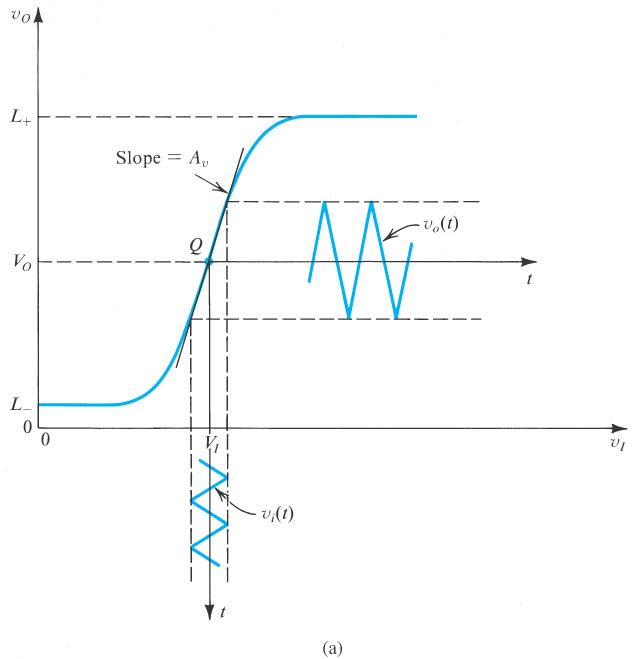 v_O
L_+
Slope = A_v
v_o(t)
Q
V_O
t
L_-
0
0
V_I
v_I
v_i(t)
t
(a)